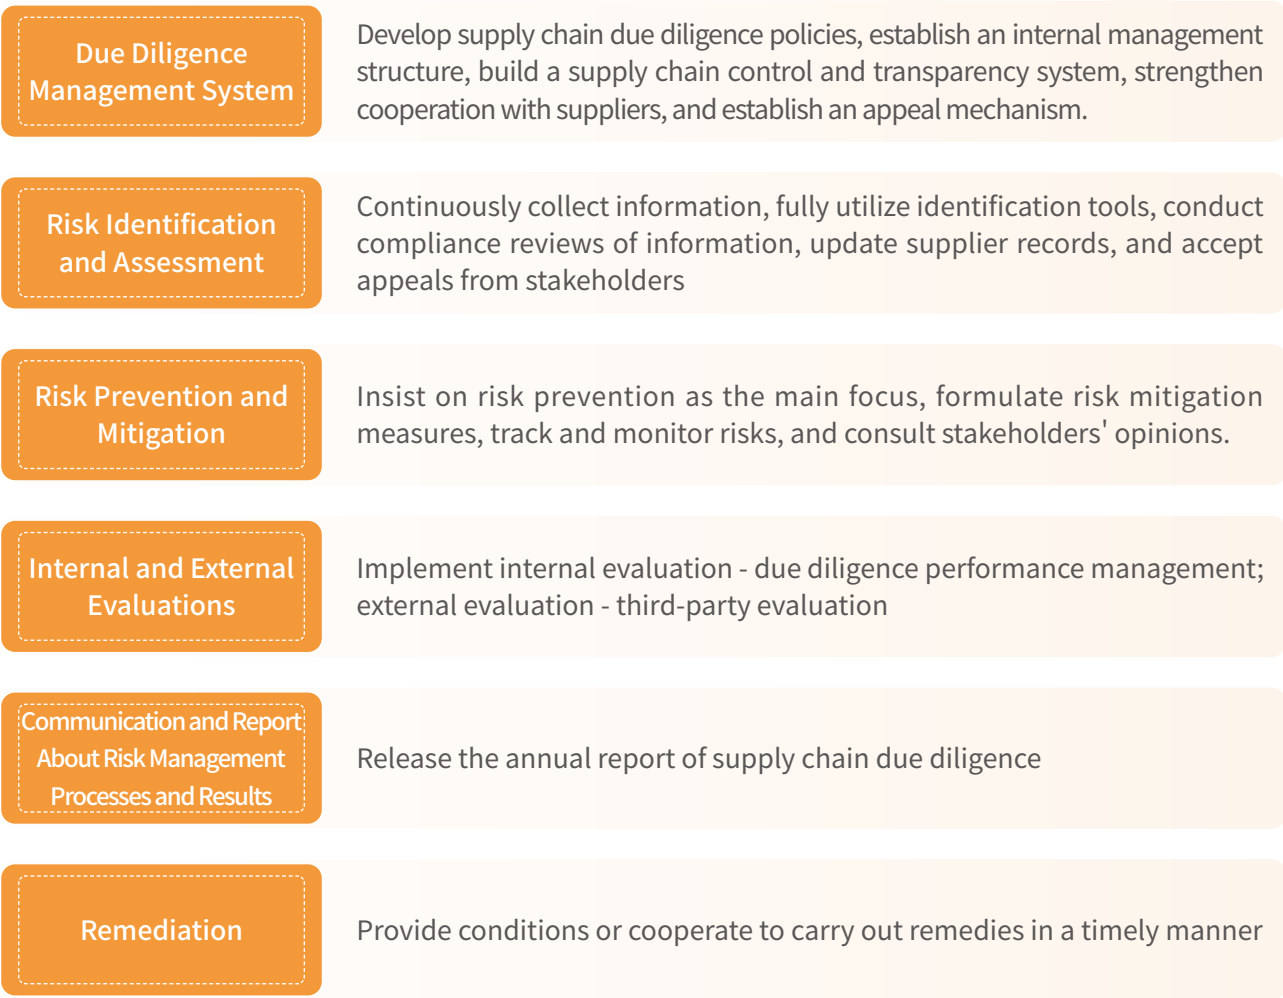 Due Diligence
Management System
Develop supply chain due diligence policies, establish an internal management
structure, build a supply chain control and transparency system, strengthen
cooperation with suppliers, and establish an appeal mechanism.
Risk Identification
and Assessment
Continuously collect information, fully utilize identification tools, conduct
compliance reviews of information, update supplier records, and accept
appeals from stakeholders
Risk Prevention and
Mitigation
Insist on risk prevention as the main focus, formulate risk mitigation
measures, track and monitor risks, and consult stakeholders' opinions.
Internal and External
Evaluations
Implement internal evaluation - due diligence performance management;
external evaluation - third-party evaluation
Communication and Report
About Risk Management
Processes and Results
Release the annual report of supply chain due diligence
Remediation
Provide conditions or cooperate to carry out remedies in a timely manner